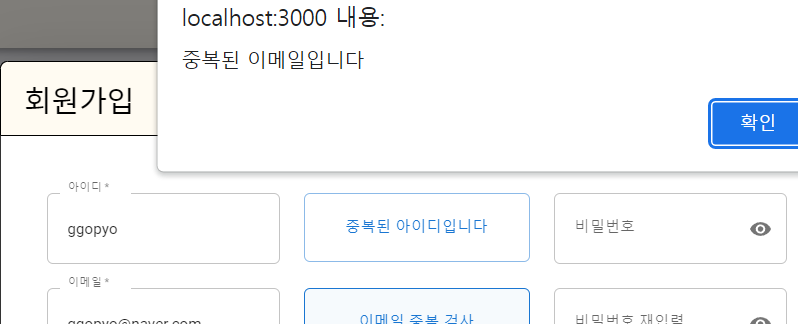 localhost:3000 내용:
중복된 이메일입니다
확인
회원가입
아이디 *
ggopyo
중복된 아이디입니다
비밀번호
이메일 *
ggopyo@naver.com
이메일 중복 검사
비밀번호 재입력